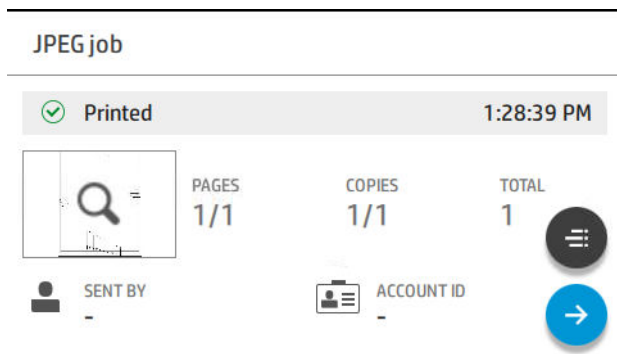 JPEG job
Printed 1:28:39 PM
PAGES COPIES TOTAL
1/1 1/1 1
SENT BY ACCOUNT ID
- -